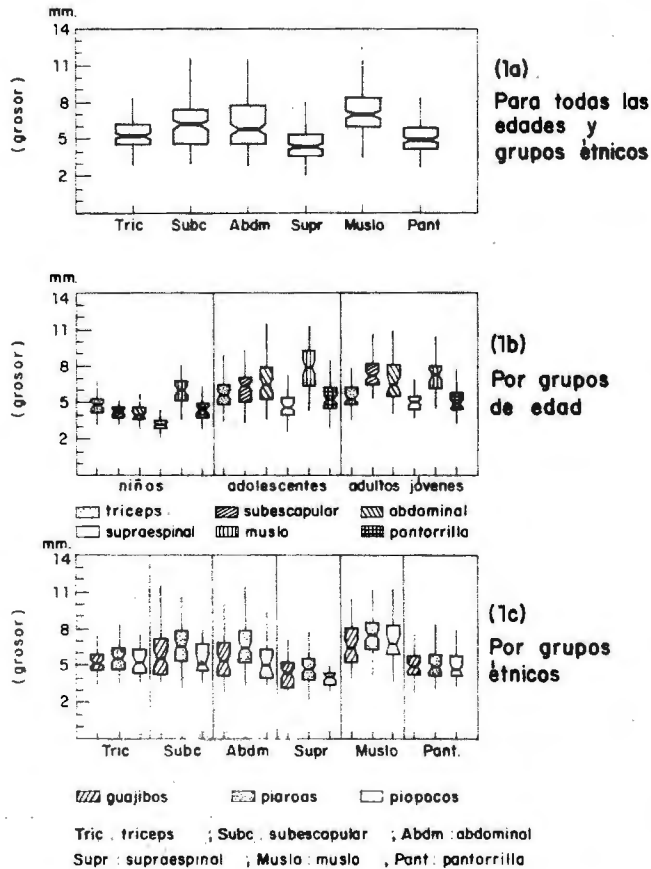 mm.
14
11
8
5
2
(grosor)
Tric Subc Abdm Supr Muslo Pant
(1a)
Para todas las
edades y
grupos étnicos
mm.
14
11
8
5
2
(grosor)
niños adolescentes adultos jóvenes
(1b)
Por grupos
de edad
triceps subescapular abdominal
supraespinal muslo pantorrilla
mm.
14
11
8
5
2
(grosor)
Tric Subc Abdm Supr Muslo Pant.
(1c)
Por grupos
étnicos
guajibos piaroas piapocos
Tric : triceps ; Subc : subescapular ; Abdm : abdominal
Supr : supraespinal ; Muslo : muslo , Pant : pantorrilla